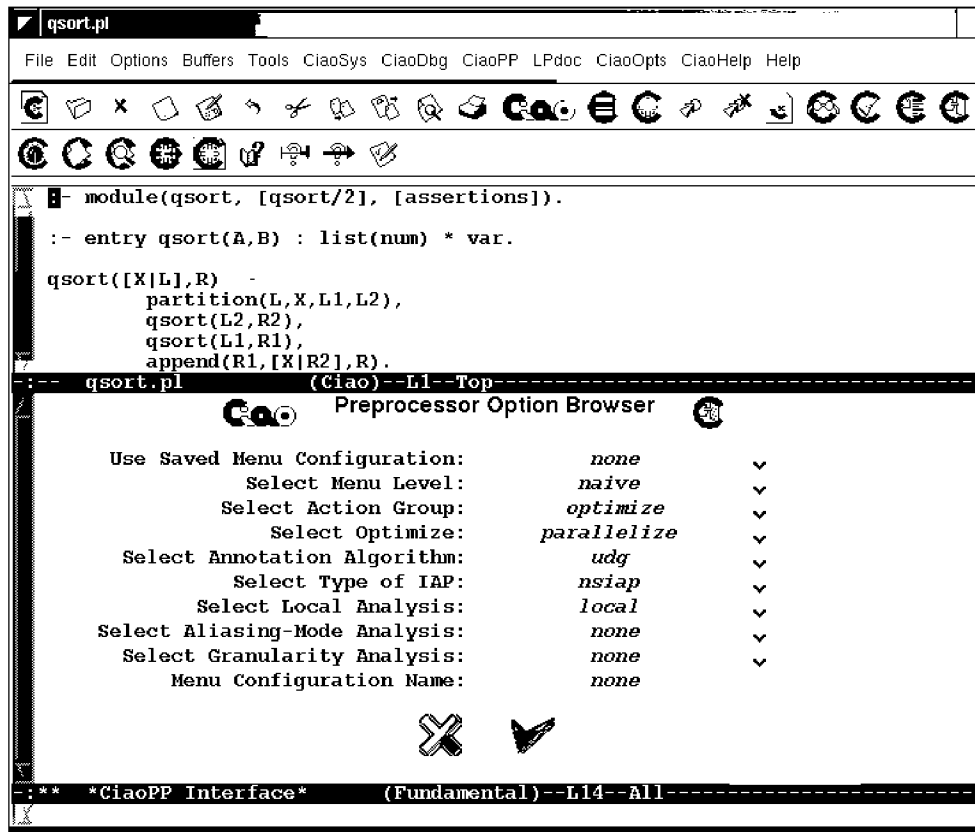 qsort.pl
File Edit Options Buffers Tools CiaoSys CiaoDbg CiaoPP LPdoc CiaoOpts CiaoHelp Help
Ciao
:- module(qsort, [qsort/2], [assertions]).
:- entry qsort(A,B) : list(num) * var.
qsort([X|L],R) -
partition(L,X,L1,L2),
qsort(L2,R2),
qsort(L1,R1),
append(R1,[X|R2],R).
-:-- qsort.pl (Ciao)--L1--Top----------------------------------------
Ciao Preprocessor Option Browser
Use Saved Menu Configuration: none
Select Menu Level: naive
Select Action Group: optimize
Select Optimize: parallelize
Select Annotation Algorithm: udg
Select Type of IAP: nsiap
Select Local Analysis: local
Select Aliasing-Mode Analysis: none
Select Granularity Analysis: none
Menu Configuration Name: none
-:** *CiaoPP Interface* (Fundamental)--L14--All-------------------------